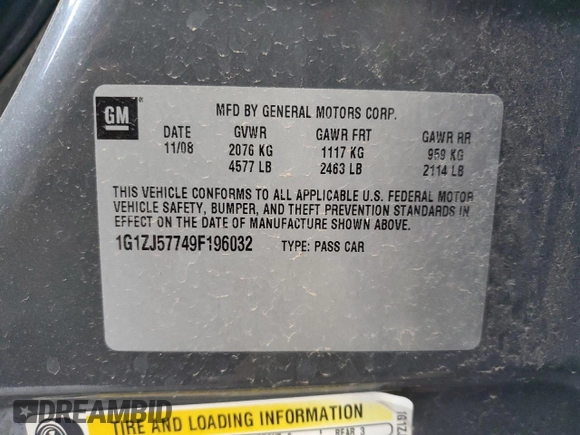 GM®
MFD BY GENERAL MOTORS CORP.
DATE GVWR GAWR FRT GAWR RR
11/08 2076 KG 1117 KG 959 KG
4577 LB 2463 LB 2114 LB
THIS VEHICLE CONFORMS TO ALL APPLICABLE U.S. FEDERAL MOTOR
VEHICLE SAFETY, BUMPER, AND THEFT PREVENTION STANDARDS IN
EFFECT ON THE DATE OF MANUFACTURE SHOWN ABOVE.
1G1ZJ57749F196032 TYPE: PASS CAR
TIRE AND LOADING INFORMATION
REAR 3
DREAMBID